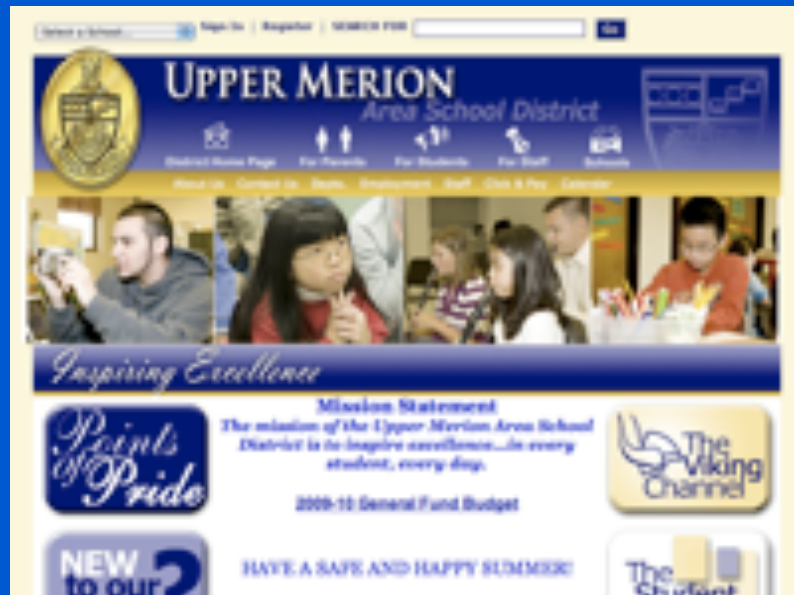 Select a School...
Sign In | Register | SEARCH FOR
Go
UPPER MERION
Area School District
District Home Page
For Parents
For Students
For Staff
Schools
About Us Contact Us Depts. Employment Staff Click & Pay Calendar
Inspiring Excellence
Points
of
Pride
Mission Statement
The mission of the Upper Merion Area School
District is to inspire excellence...in every
student, every day.
2009-10 General Fund Budget
The
Viking
Channel
NEW
to our
?
HAVE A SAFE AND HAPPY SUMMER!
The
Student